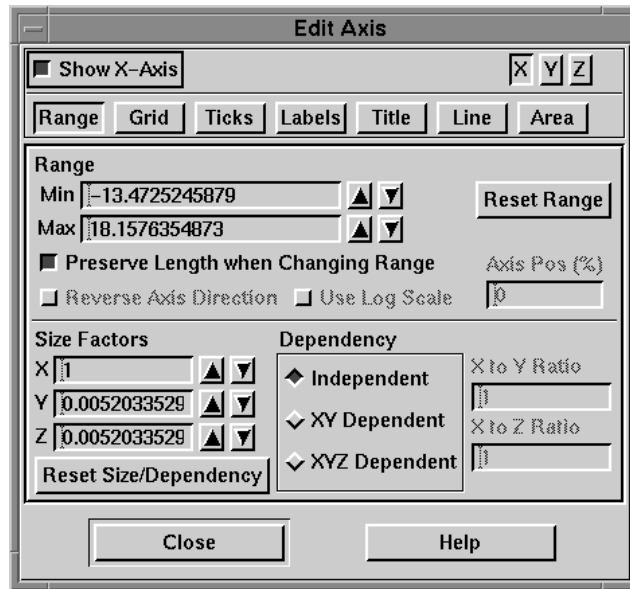 Edit Axis
Show X-Axis X Y Z
Range Grid Ticks Labels Title Line Area
Range
Min -13.4725245879
Max 18.1576354873
Reset Range
Preserve Length when Changing Range
Axis Pos (%)
Reverse Axis Direction Use Log Scale
0
Size Factors
X 1
Y 0.0052033529
Z 0.0052033529
Reset Size/Dependency
Dependency
Independent
XY Dependent
XYZ Dependent
X to Y Ratio
1
X to Z Ratio
1
Close Help